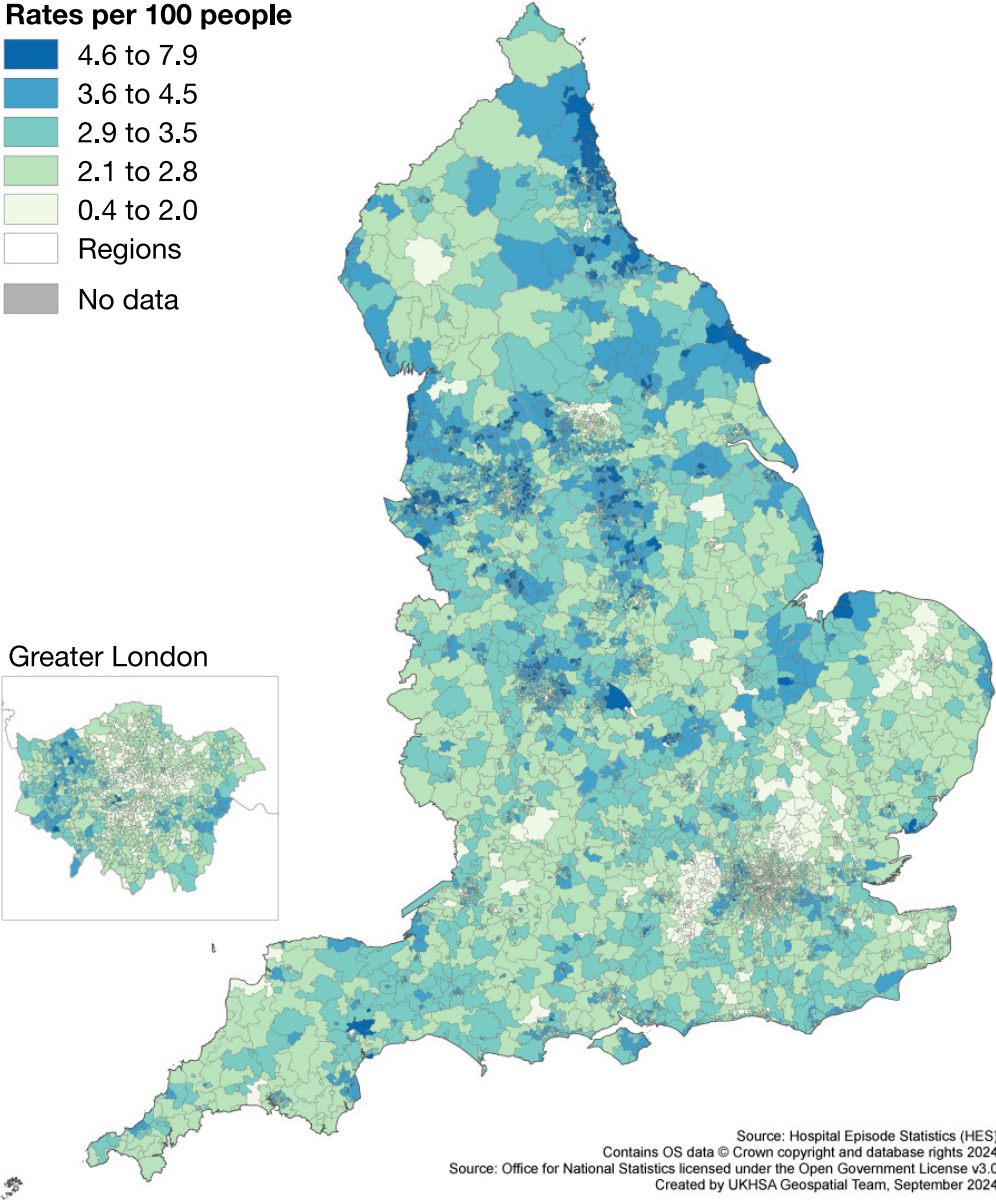 Rates per 100 people
4.6 to 7.9
3.6 to 4.5
2.9 to 3.5
2.1 to 2.8
0.4 to 2.0
Regions
No data
Greater London
Source: Hospital Episode Statistics (HES)
Contains OS data © Crown copyright and database rights 2024
Source: Office for National Statistics licensed under the Open Government License v3.0
Created by UKHSA Geospatial Team, September 2024